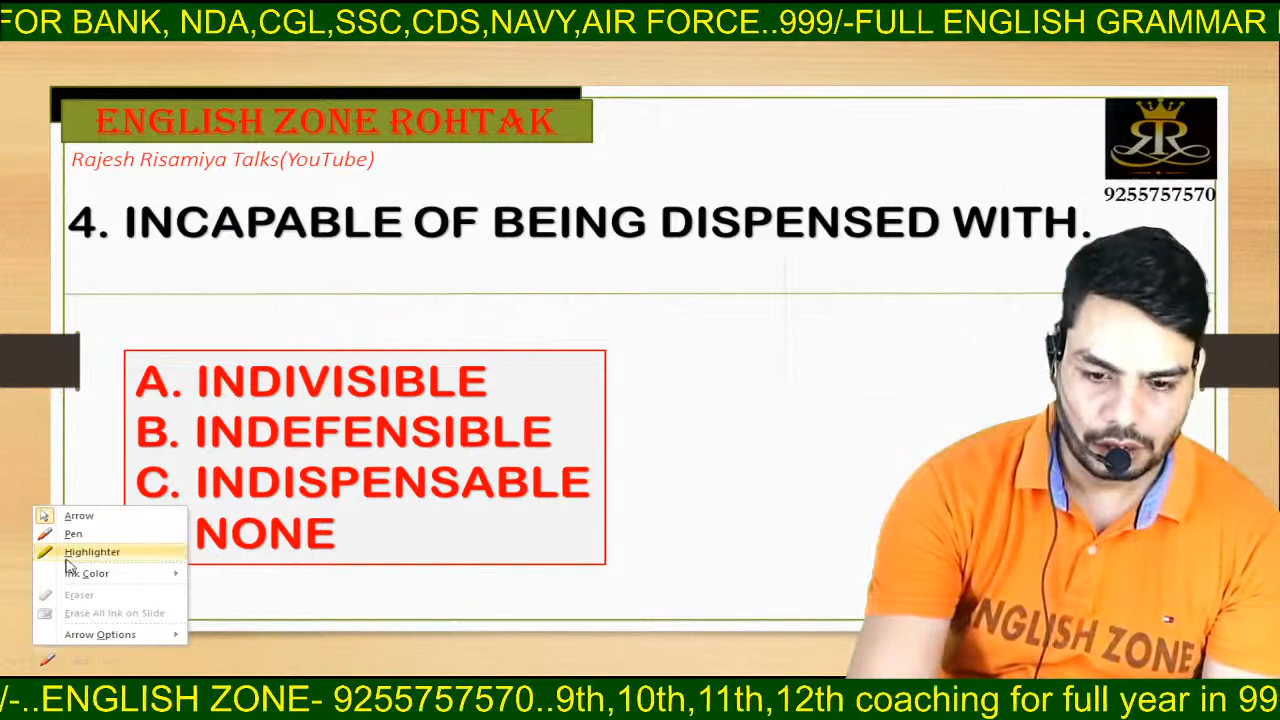 FOR BANK, NDA,CGL,SSC,CDS,NAVY,AIR FORCE..999/-FULL ENGLISH GRAMMAR
ENGLISH ZONE ROHTAK
Rajesh Risamiya Talks(YouTube)
RR
9255757570
4. INCAPABLE OF BEING DISPENSED WITH.
A. INDIVISIBLE
B. INDEFENSIBLE
C. INDISPENSABLE
NONE
Arrow
Pen
Highlighter
Ink Color
Eraser
Erase All Ink on Slide
Arrow Options
ENGLISH ZONE
/-..ENGLISH ZONE- 9255757570..9th,10th,11th,12th coaching for full year in 99